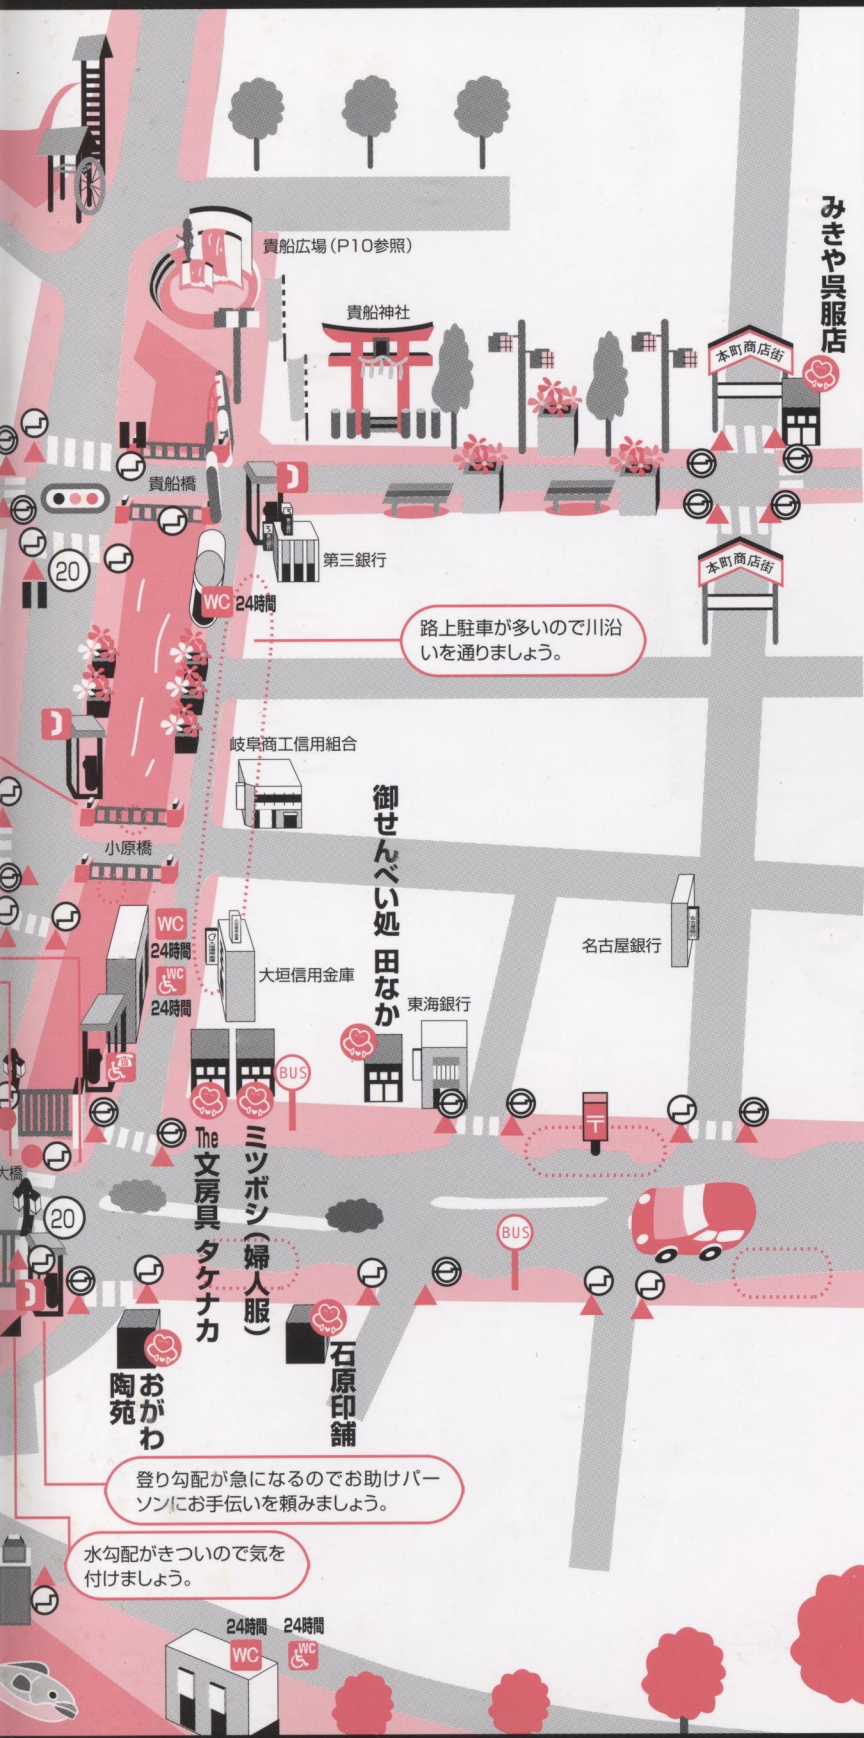 みきや呉服店
貴船広場(P10参照)
貴船神社
本町商店街
貴船橋
第三銀行
20
本町商店街
WC
24時間
路上駐車が多いので川沿
いを通りましょう。
岐阜商工信用組合
御せんべい処 田なか
小原橋
WC
24時間
WC
24時間
大垣信用金庫
名古屋銀行
東海銀行
BUS
The 文房具 タケナカ
ミツボシ(婦人服)
〒
大橋
20
BUS
おがわ
陶苑
石原印舗
登り勾配が急になるのでお助けパー
ソンにお手伝いを頼みましょう。
水勾配がきついので気を
付けましょう。
24時間
WC
24時間
WC